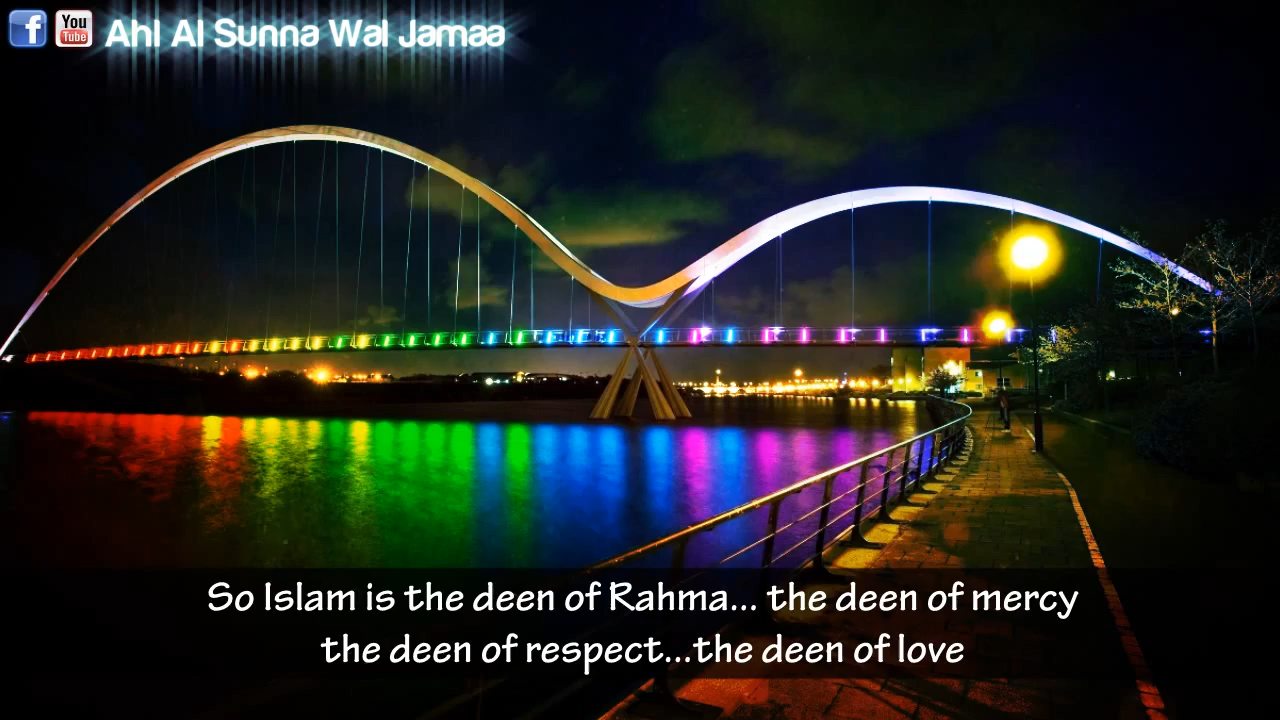 f You Tube Ahl Al Sunna Wal Jamaa
So Islam is the deen of Rahma... the deen of mercy
the deen of respect...the deen of love